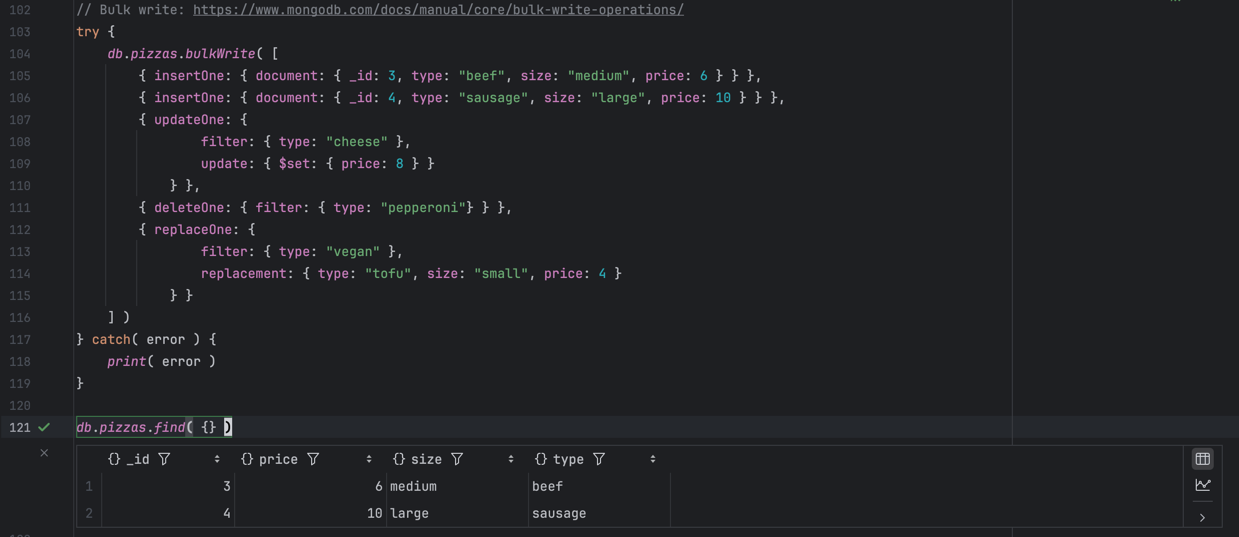 102 // Bulk write: https://www.mongodb.com/docs/manual/core/bulk-write-operations/
103 try {
104 db.pizzas.bulkWrite( [
105 { insertOne: { document: { _id: 3, type: "beef", size: "medium", price: 6 } } },
106 { insertOne: { document: { _id: 4, type: "sausage", size: "large", price: 10 } } },
107 { updateOne: {
108 filter: { type: "cheese" },
109 update: { $set: { price: 8 } }
110 } },
111 { deleteOne: { filter: { type: "pepperoni"} } },
112 { replaceOne: {
113 filter: { type: "vegan" },
114 replacement: { type: "tofu", size: "small", price: 4 }
115 } }
116 ] )
117 } catch( error ) {
118 print( error )
119 }
120
121 db.pizzas.find( {} )
{} _id {} price {} size {} type
1 3 6 medium beef
2 4 10 large sausage